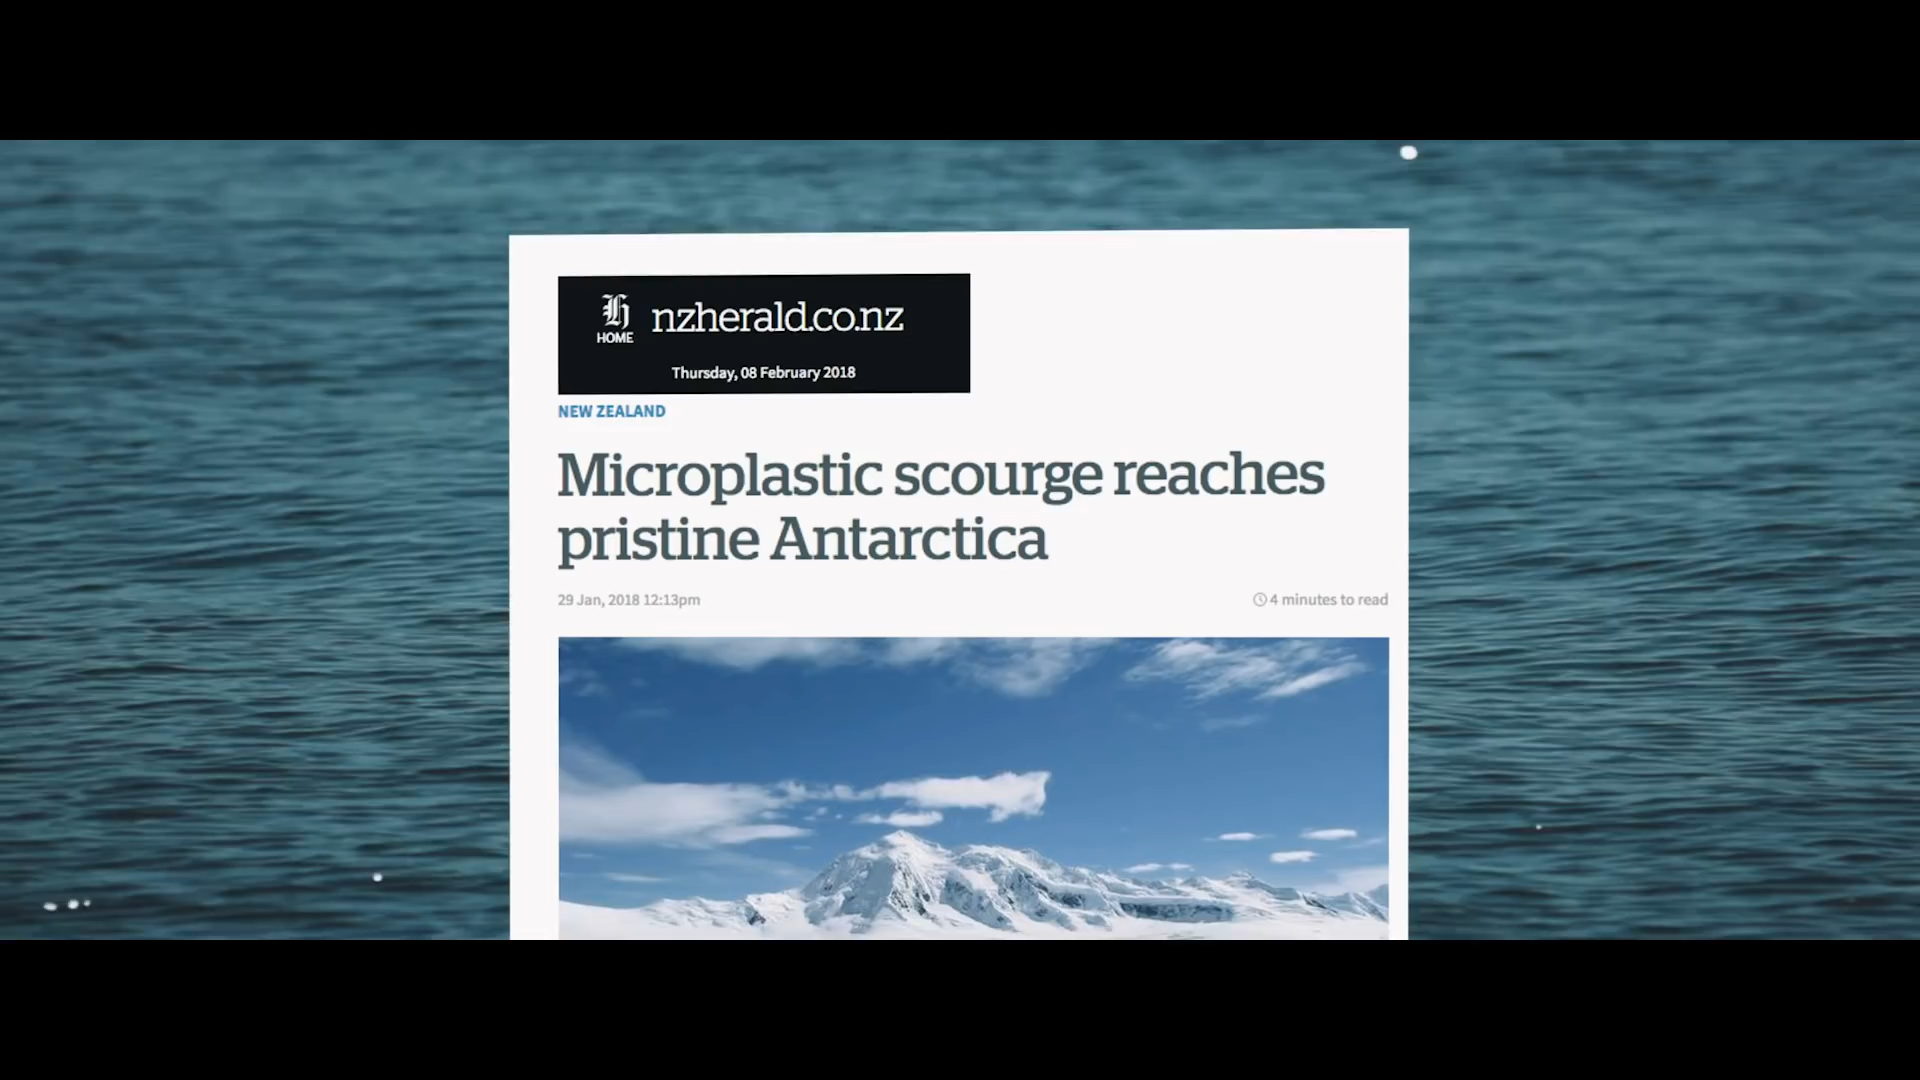 HOME
nzherald.co.nz
Thursday, 08 February 2018
NEW ZEALAND
Microplastic scourge reaches
pristine Antarctica
29 Jan, 2018 12:13pm
4 minutes to read